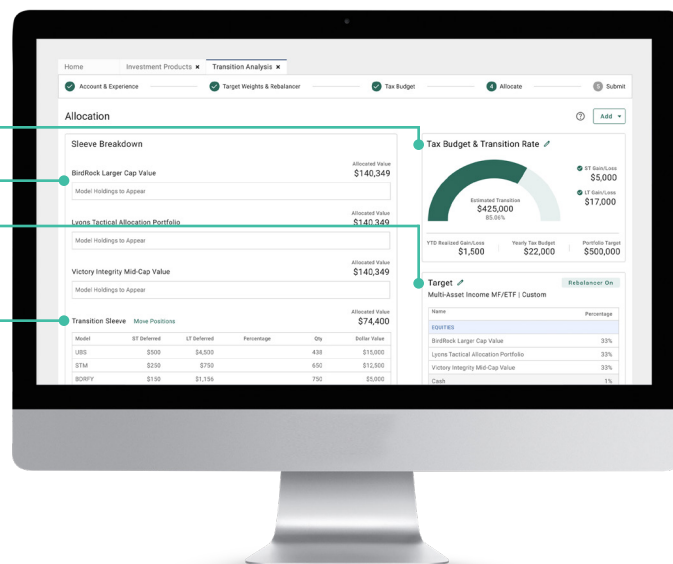 Home Investment Products × Transition Analysis ×
Account & Experience Target Weights & Rebalancer Tax Budget 4 Allocate 5 Submit
Allocation
? Add
Sleeve Breakdown
Allocated Value
BirdRock Larger Cap Value $140,349
Model Holdings to Appear
Allocated Value
Lyons Tactical Allocation Portfolio $140,349
Model Holdings to Appear
Allocated Value
Victory Integrity Mid-Cap Value $140,349
Model Holdings to Appear
Allocated Value
Transition Sleeve Move Positions $74,400
Model ST Deferred LT Deferred Percentage Qty Dollar Value
UBS $500 $4,500 438 $15,000
STM $250 $750 650 $12,500
BDRFY $150 $1,156 750 $5,000
Tax Budget & Transition Rate
ST Gain/Loss
$5,000
LT Gain/Loss
$17,000
Estimated Transition
$425,000
85.06%
YTD Realized Gain/Loss Yearly Tax Budget Portfolio Target
$1,500 $22,000 $500,000
Target Rebalancer On
Multi-Asset Income MF/ETF | Custom
Name Percentage
EQUITIES
BirdRock Larger Cap Value 33%
Lyons Tactical Allocation Portfolio 33%
Victory Integrity Mid-Cap Value 33%
Cash 1%